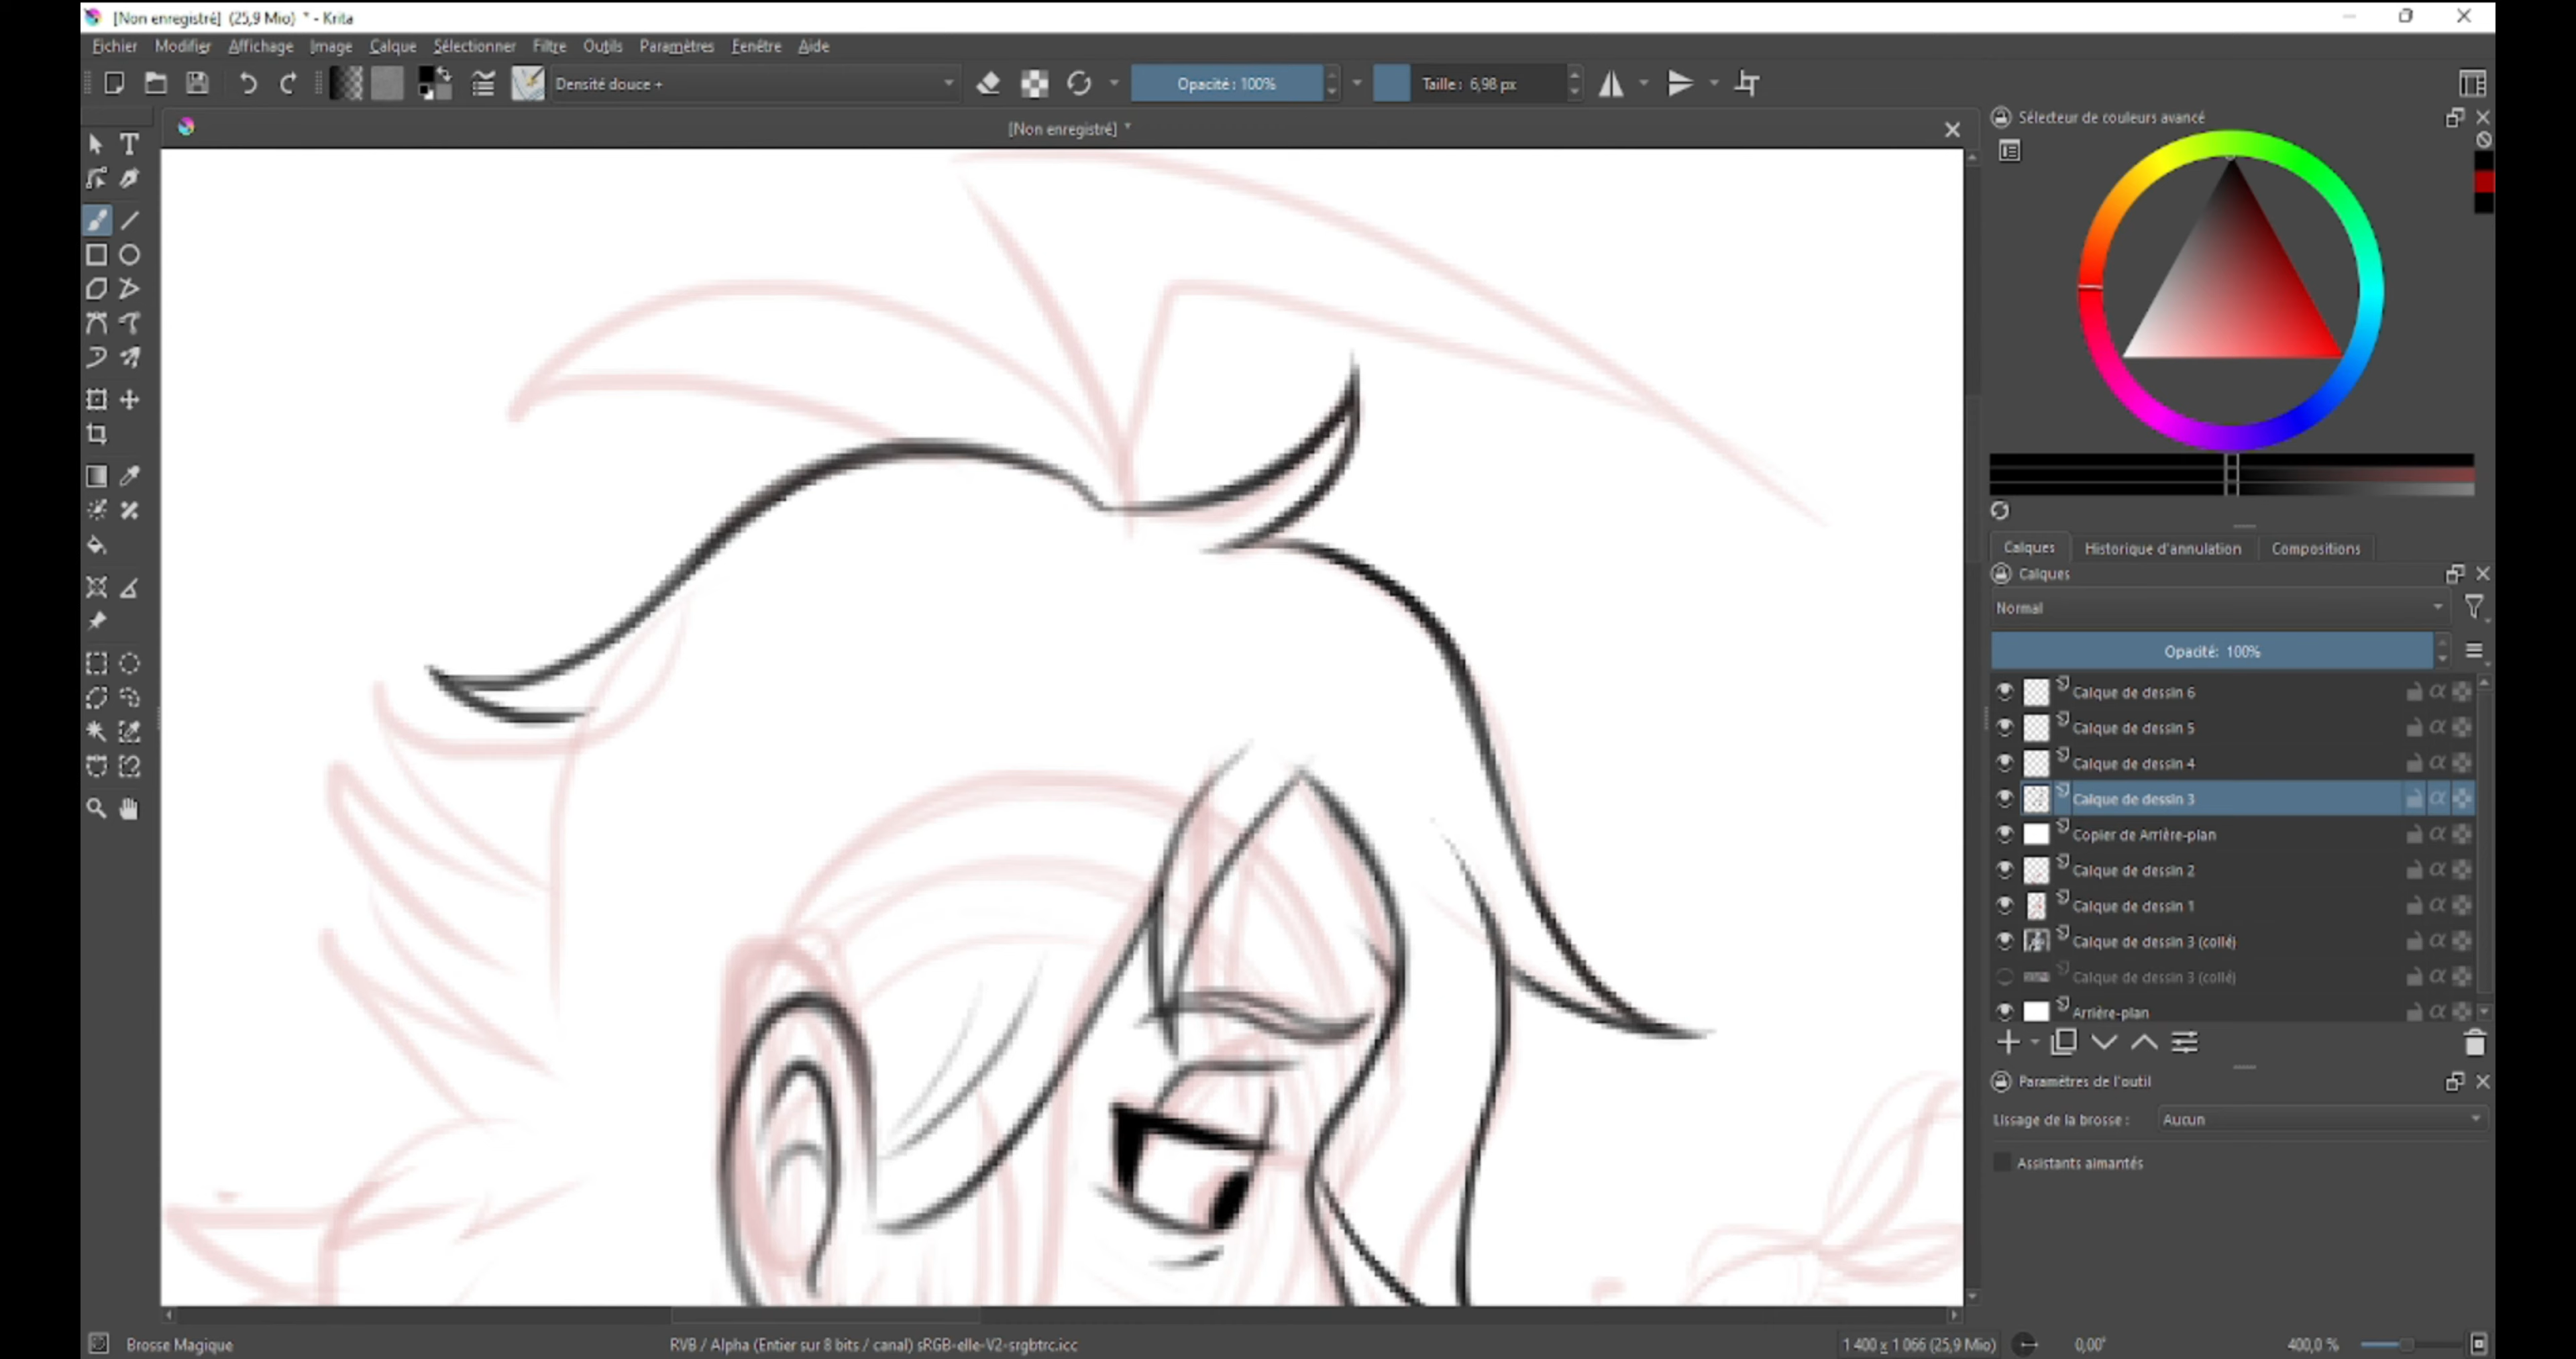 [Non enregistré] (25,9 Mio) * - Krita
Fichier Modifier Affichage Image Calque Sélectionner Filtre Outils Paramètres Fenêtre Aide
Densité douce + Opacité : 100% Taille : 6,98 px
[Non enregistré] *
Sélecteur de couleurs avancé
Calques Historique d'annulation Compositions
Calques
Normal
Opacité: 100%
Calque de dessin 6
Calque de dessin 5
Calque de dessin 4
Calque de dessin 3
Copier de Arrière-plan
Calque de dessin 2
Calque de dessin 1
Calque de dessin 3 (collé)
Calque de dessin 3 (collé)
Arrière-plan
Paramètres de l'outil
Lissage de la brosse : Aucun
Assistants aimantés
Brosse Magique RVB / Alpha (Entier sur 8 bits / canal) sRGB-elle-V2-srgbtrc.icc 1 400 x 1 066 (25,9 Mio) 0,00° 400,0 %